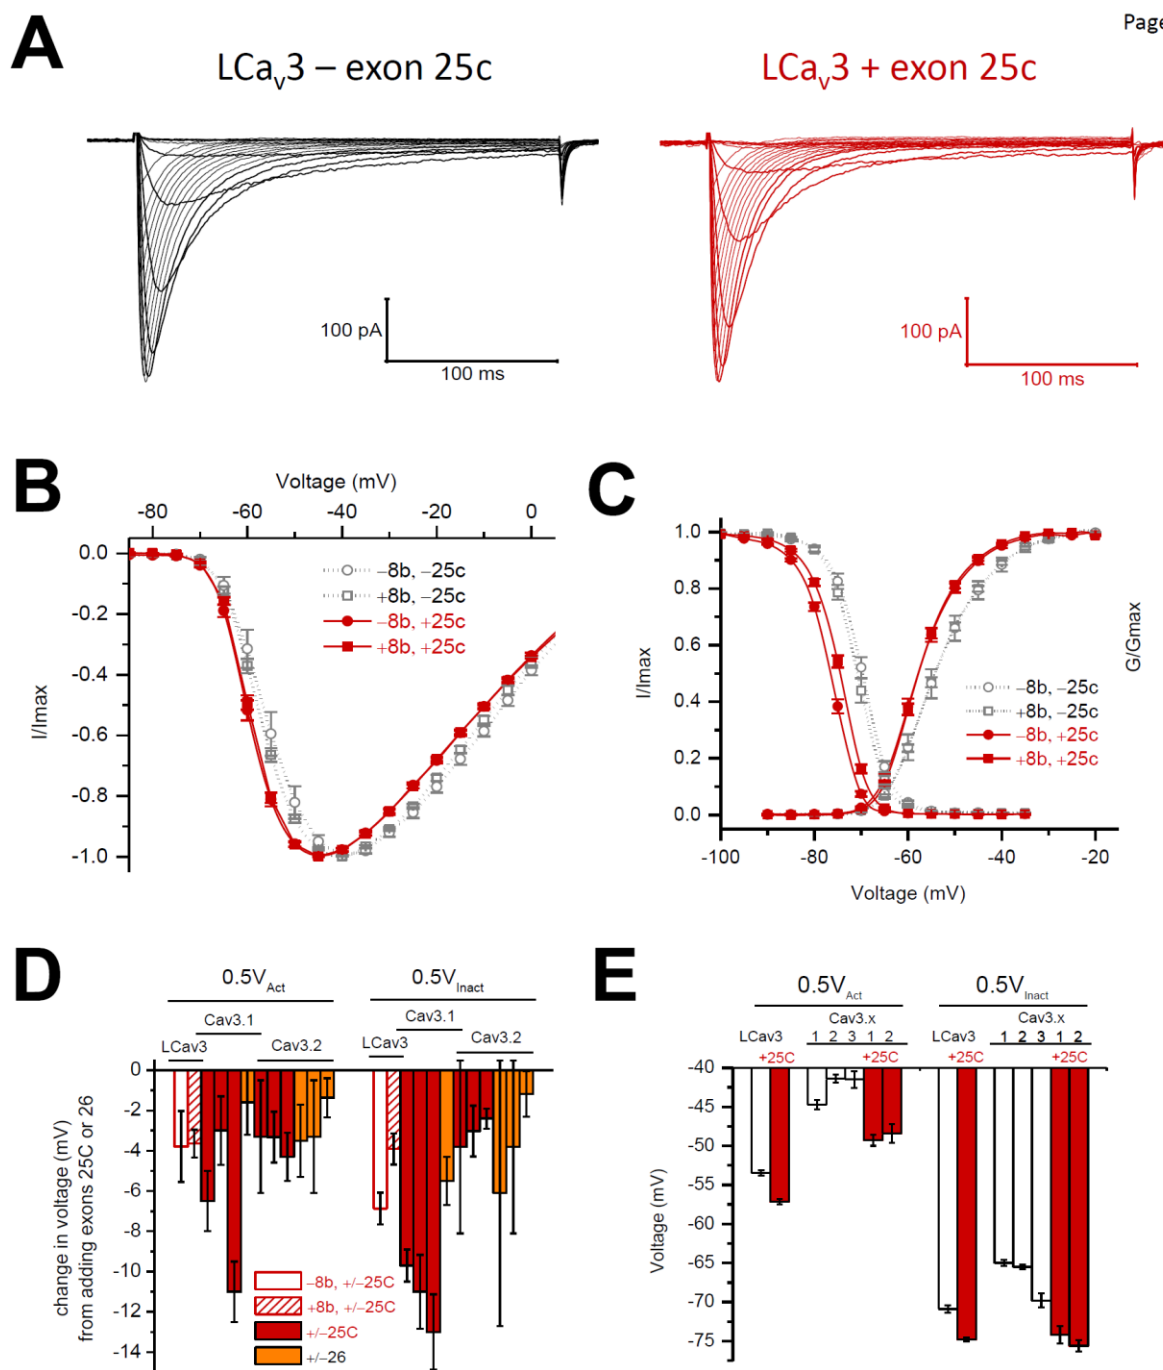 Page
A
LCav3 – exon 25c
LCav3 + exon 25c
100 pA
100 ms
100 pA
100 ms
B
Voltage (mV)
-80 -60 -40 -20 0
0.0
-0.2
-0.4
-0.6
-0.8
-1.0
I/Imax
–8b, –25c
+8b, –25c
–8b, +25c
+8b, +25c
C
1.0
0.8
0.6
0.4
0.2
0.0
I/Imax
G/Gmax
–8b, –25c
+8b, –25c
–8b, +25c
+8b, +25c
-100 -80 -60 -40 -20
Voltage (mV)
D
0.5VAct
0.5VInact
Cav3.1
Cav3.1
LCav3
Cav3.2
LCav3
Cav3.2
0
-2
-4
-6
-8
-10
-12
-14
change in voltage (mV)
from adding exons 25C or 26
–8b, +/–25C
+8b, +/–25C
+/–25C
+/–26
E
0.5VAct
0.5VInact
Cav3.x
Cav3.x
LCav3 1 2 3 1 2
LCav3 1 2 3 1 2
+25C +25C +25C +25C
-40
-45
-50
-55
-60
-65
-70
-75
Voltage (mV)